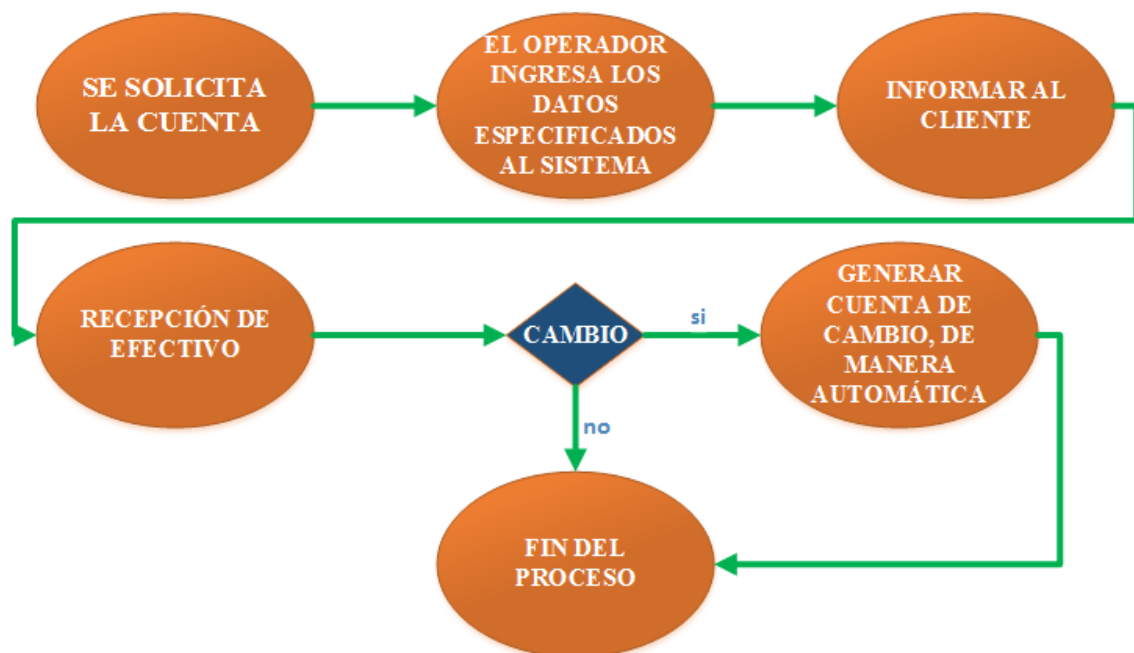 SE SOLICITA
LA CUENTA
EL OPERADOR
INGRESA LOS
DATOS
ESPECIFICADOS
AL SISTEMA
INFORMAR AL
CLIENTE
RECEPCIÓN DE
EFECTIVO
CAMBIO
si
GENERAR
CUENTA DE
CAMBIO, DE
MANERA
AUTOMÁTICA
no
FIN DEL
PROCESO